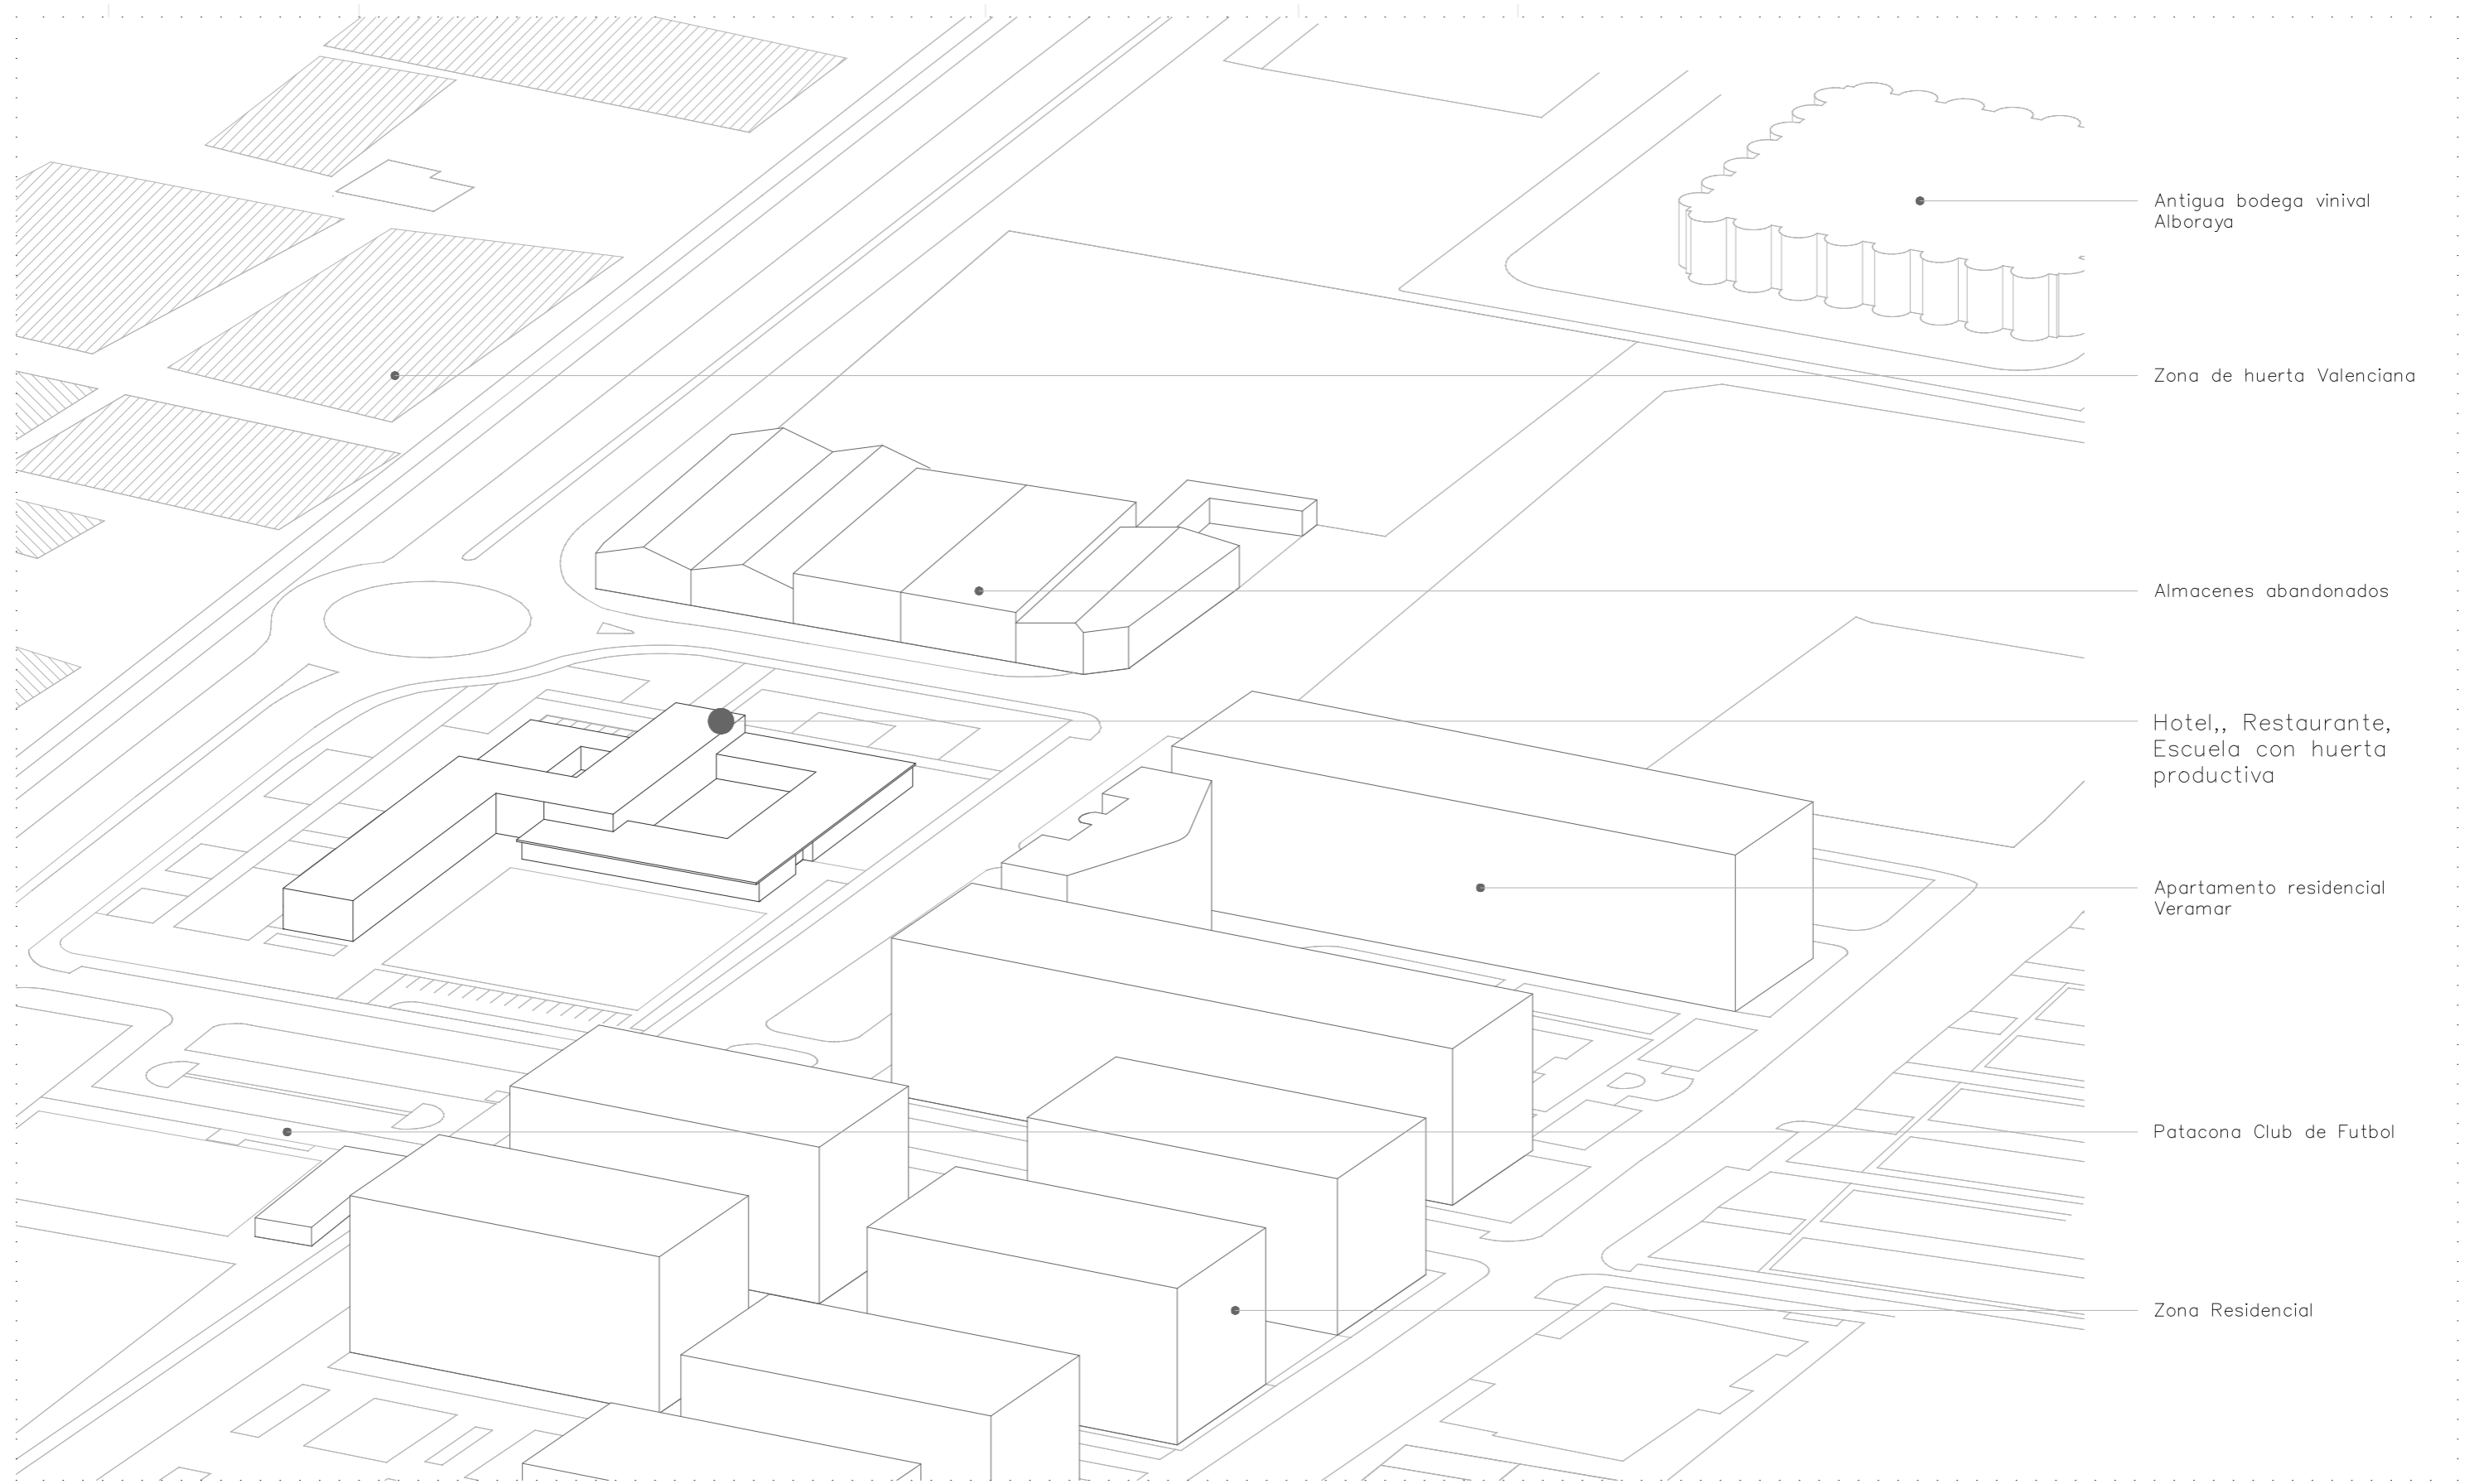 Antigua bodega vinival
Alboraya
Zona de huerta Valenciana
Almacenes abandonados
Hotel,, Restaurante,
Escuela con huerta
productiva
Apartamento residencial
Veramar
Patacona Club de Futbol
Zona Residencial